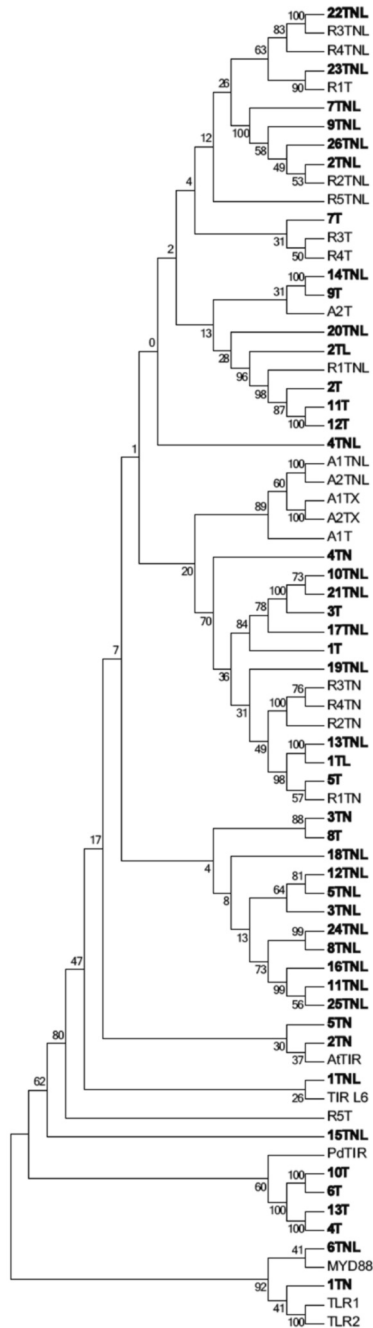 100 22TNL
83 R3TNL
63 R4TNL
23TNL
26 90 R1T
7TNL
100 9TNL
58 26TNL
12 49 2TNL
53 R2TNL
4 R5TNL
7T
31 R3T
50 R4T
2 100 14TNL
31 9T
13 A2T
20TNL
0 28 2TL
96 R1TNL
98 2T
87 11T
100 12T
4TNL
1 100 A1TNL
60 A2TNL
A1TX
89 100 A2TX
A1T
20 4TN
73 10TNL
100 21TNL
70 78 3T
84 17TNL
1T
36 19TNL
7 76 R3TN
31 100 R4TN
R2TN
49 100 13TNL
1TL
98 5T
57 R1TN
88 3TN
17 8T
4 18TNL
81 12TNL
8 64 5TNL
3TNL
13 99 24TNL
8TNL
47 73 16TNL
99 11TNL
56 25TNL
5TN
80 30 2TN
37 AtTIR
1TNL
62 26 TIR L6
R5T
15TNL
PdTIR
100 10T
60 6T
13T
100 100 4T
41 6TNL
MYD88
92 1TN
41 TLR1
100 TLR2